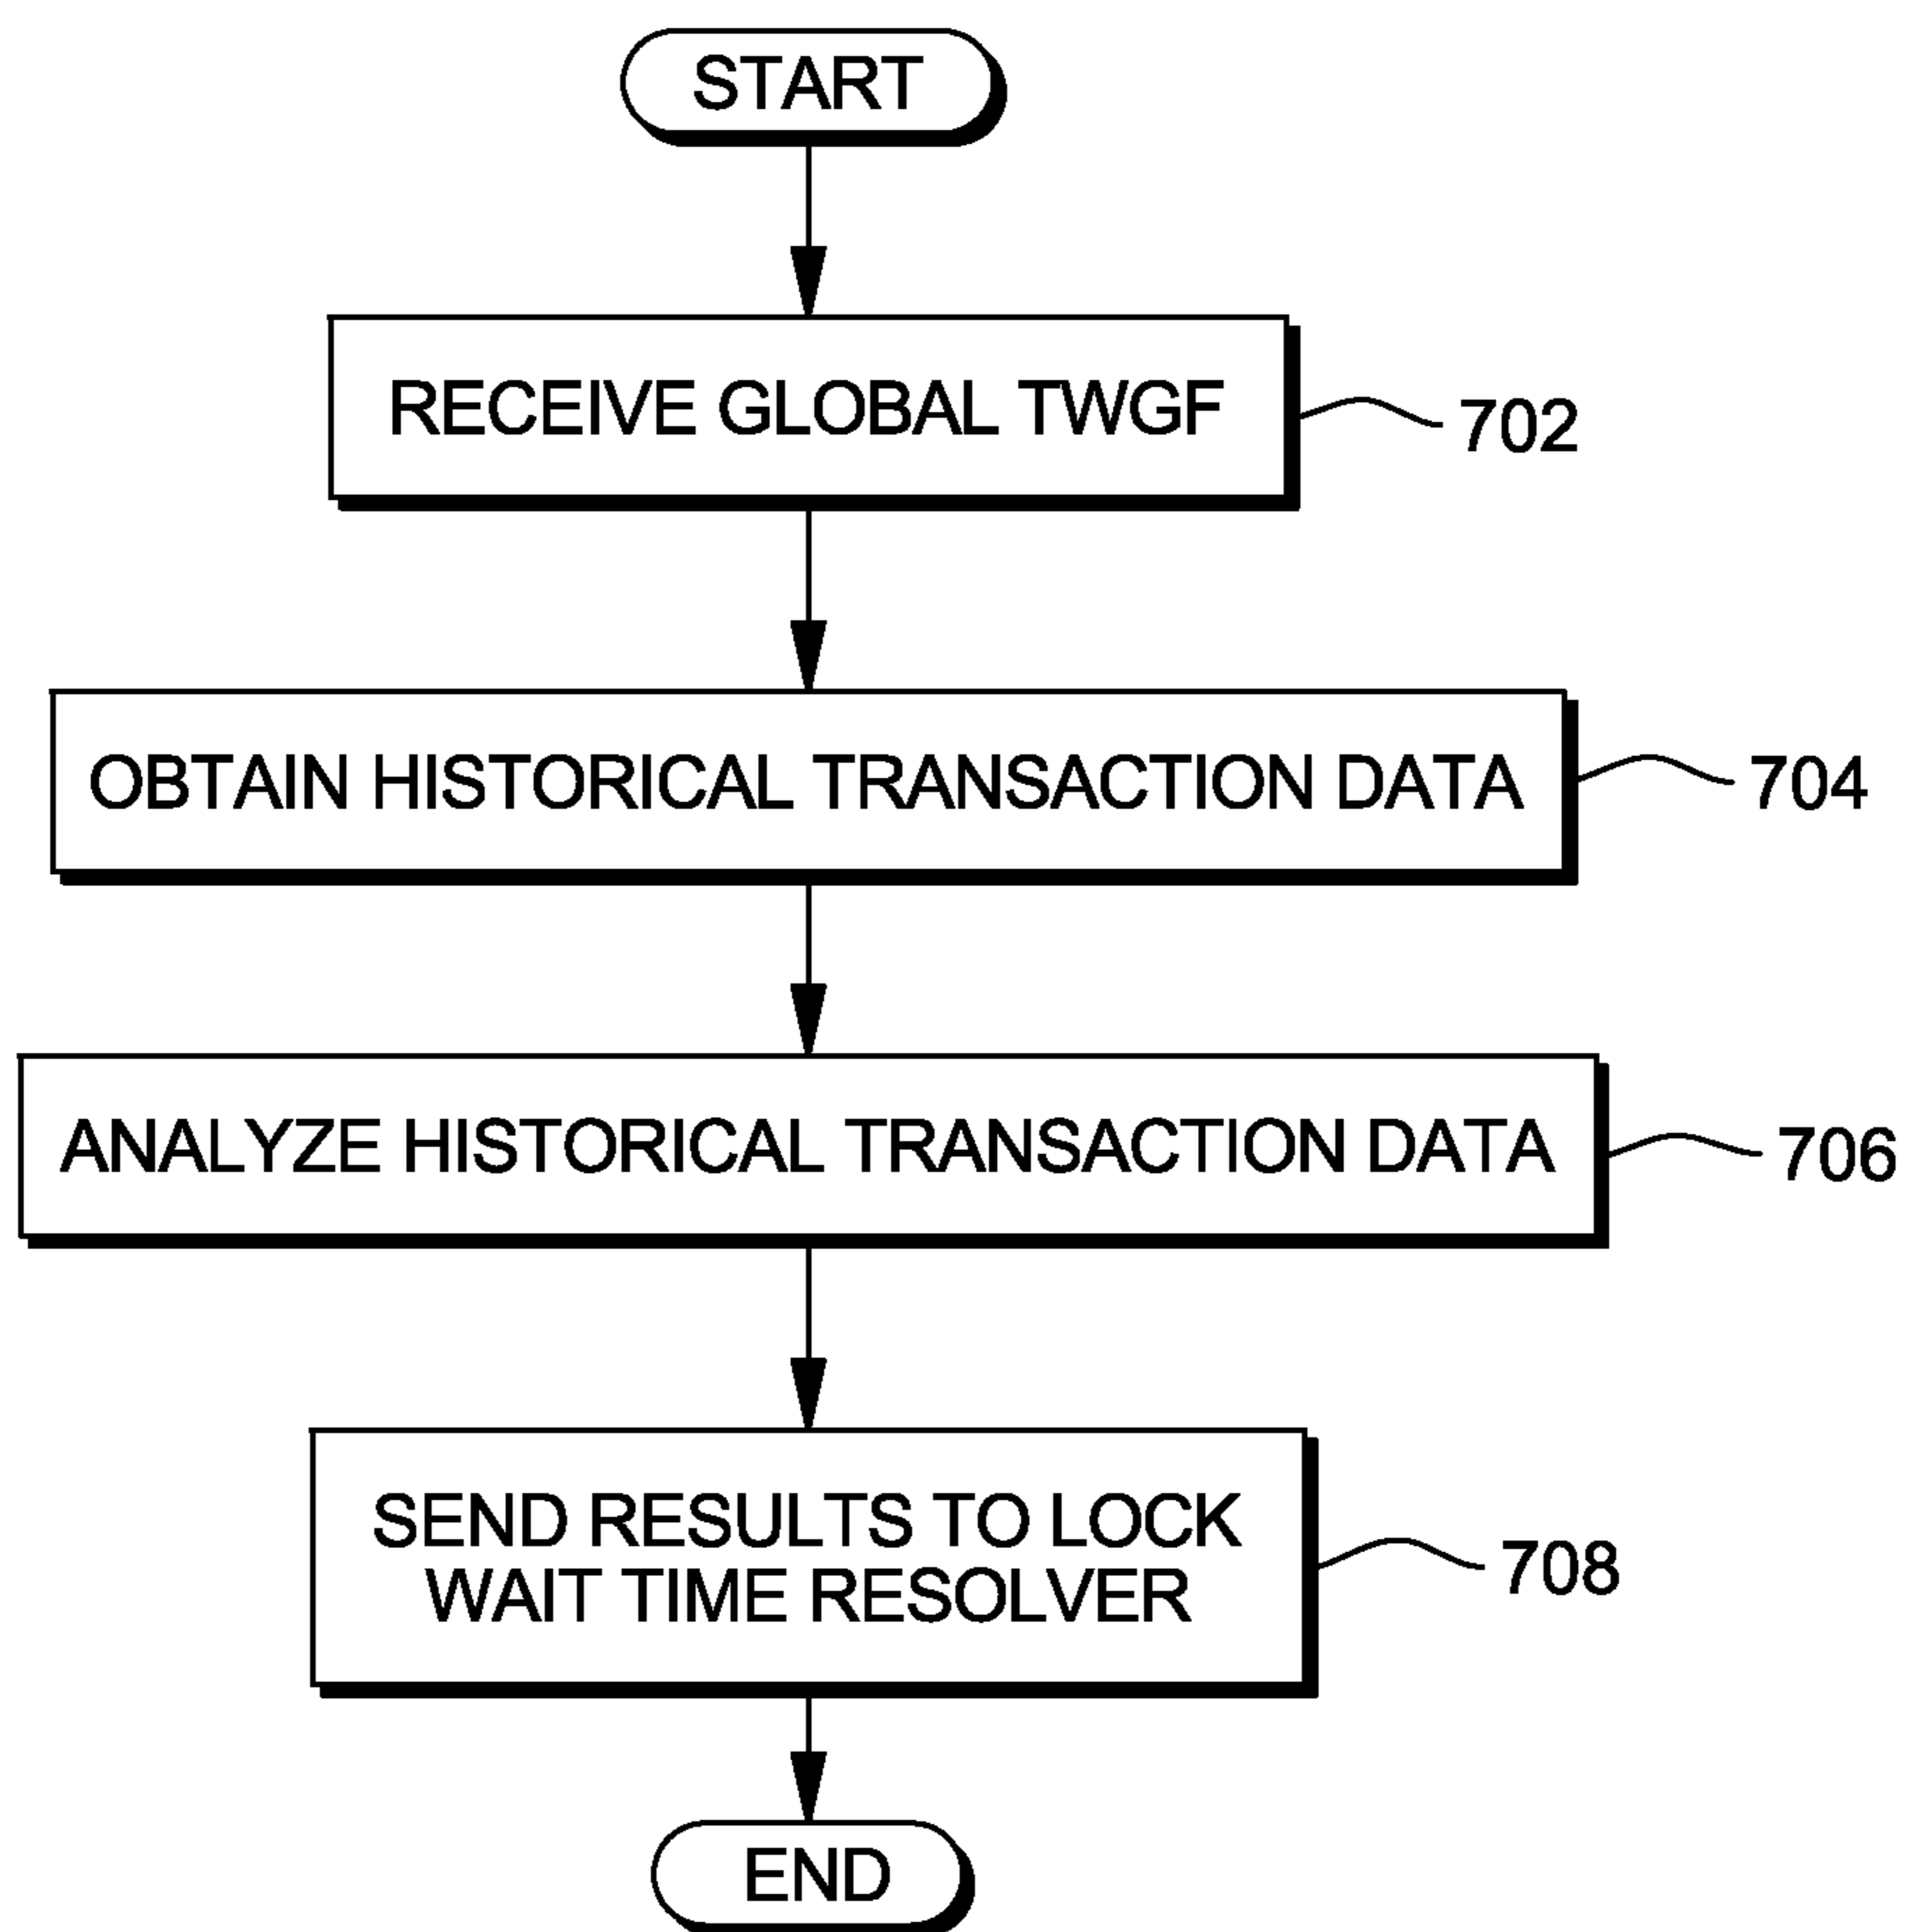 START
RECEIVE GLOBAL TWGF
702
OBTAIN HISTORICAL TRANSACTION DATA
704
ANALYZE HISTORICAL TRANSACTION DATA
706
SEND RESULTS TO LOCK
WAIT TIME RESOLVER
708
END